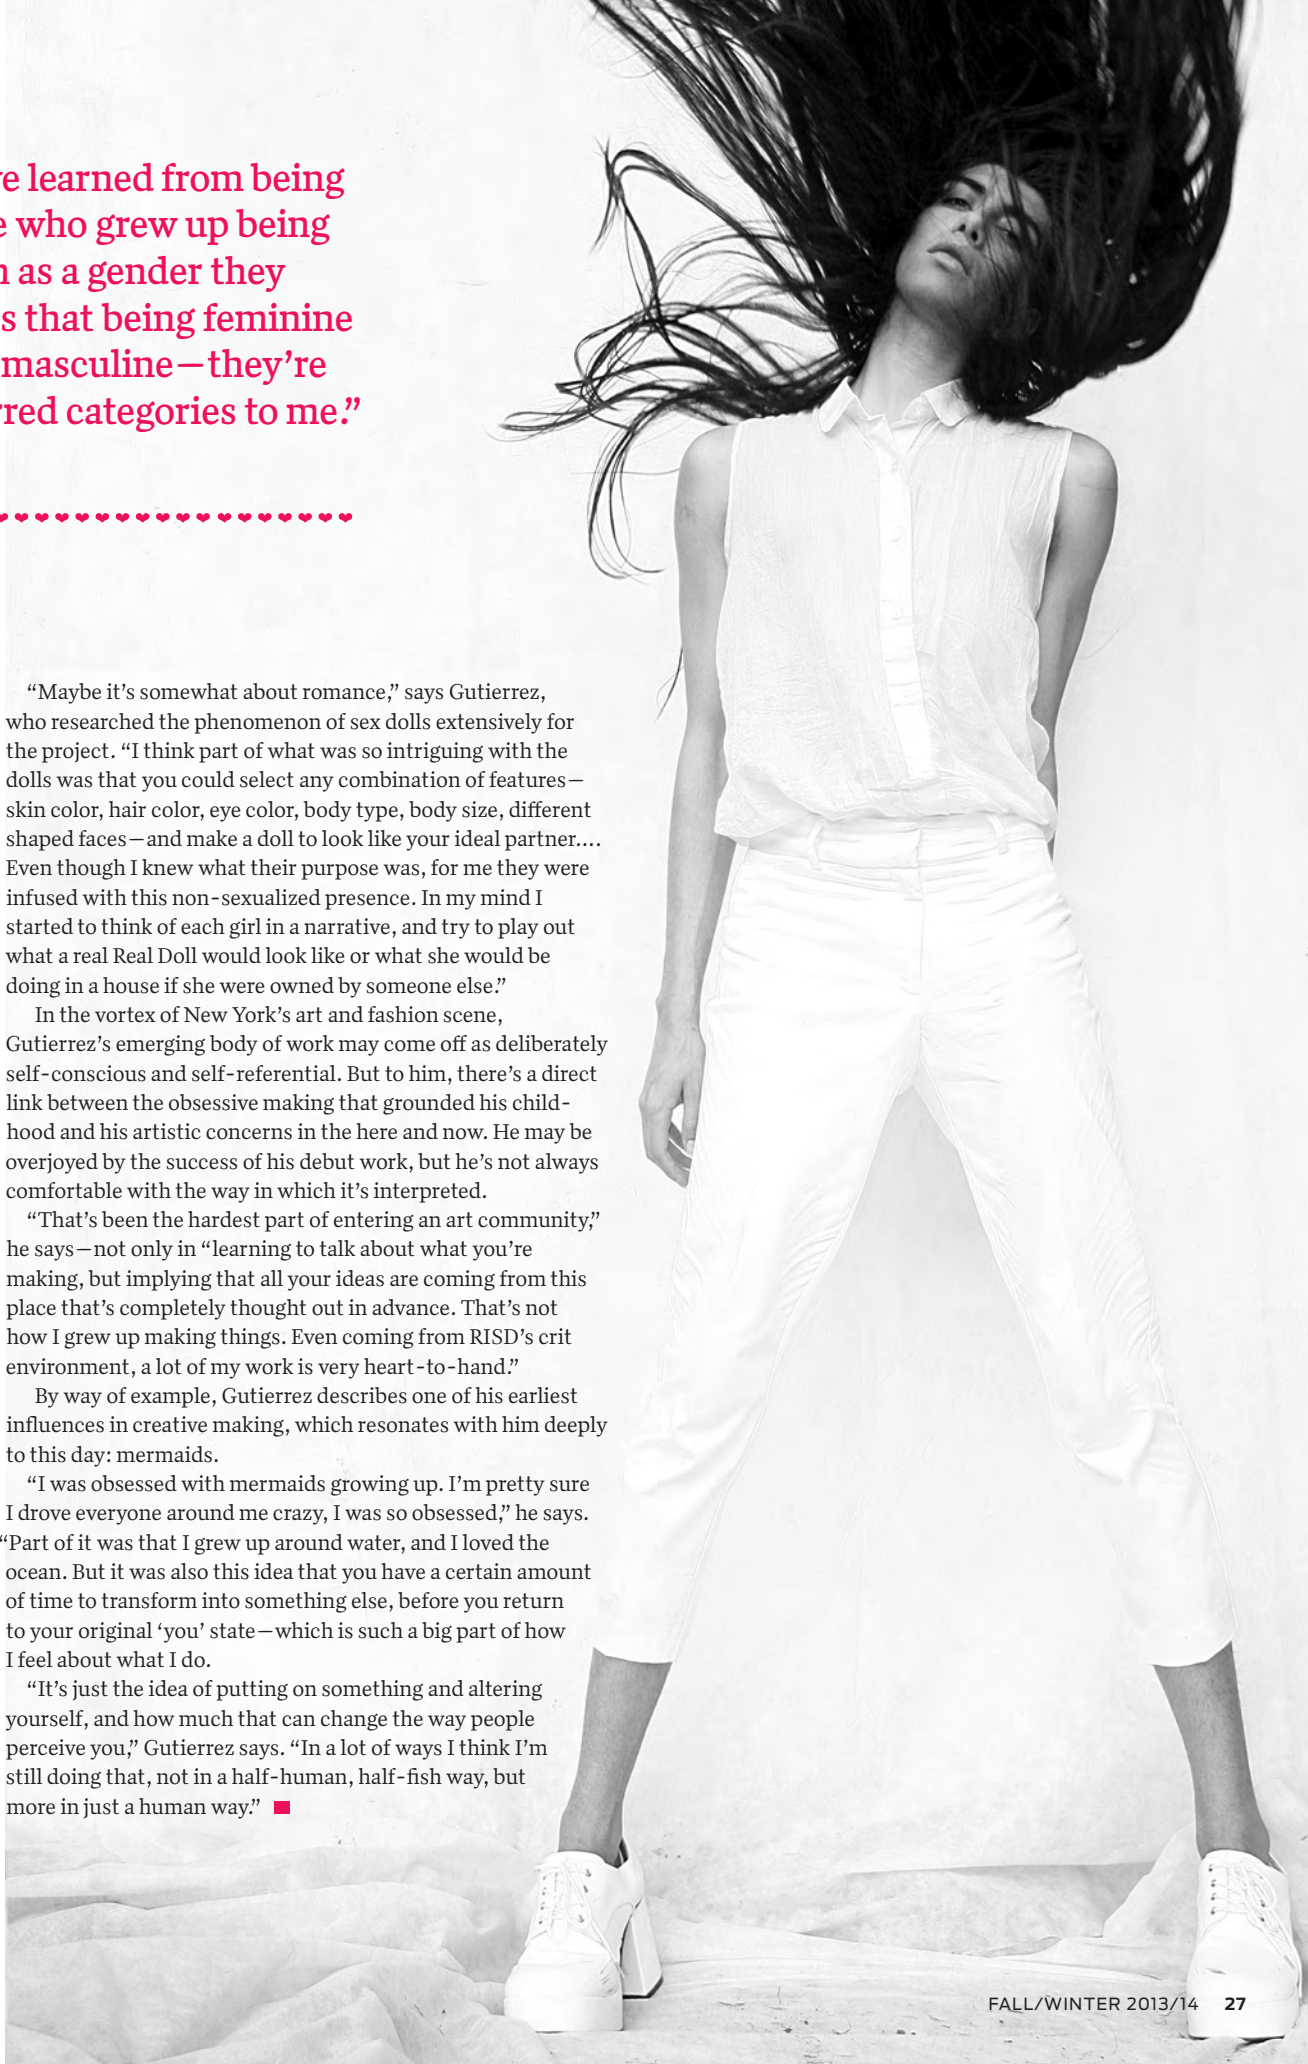 learned from being
who grew up being
as a gender they
that being feminine
masculine—they’re
categories to me.”
“Maybe it’s somewhat about romance,” says Gutierrez,
who researched the phenomenon of sex dolls extensively for
the project. “I think part of what was so intriguing with the
dolls was that you could select any combination of features—
skin color, hair color, eye color, body type, body size, different
shaped faces—and make a doll to look like your ideal partner….
Even though I knew what their purpose was, for me they were
infused with this non-sexualized presence. In my mind I
started to think of each girl in a narrative, and try to play out
what a real Real Doll would look like or what she would be
doing in a house if she were owned by someone else.”
In the vortex of New York’s art and fashion scene,
Gutierrez’s emerging body of work may come off as deliberately
self-conscious and self-referential. But to him, there’s a direct
link between the obsessive making that grounded his child-
hood and his artistic concerns in the here and now. He may be
overjoyed by the success of his debut work, but he’s not always
comfortable with the way in which it’s interpreted.
“That’s been the hardest part of entering an art community,”
he says—not only in “learning to talk about what you’re
making, but implying that all your ideas are coming from this
place that’s completely thought out in advance. That’s not
how I grew up making things. Even coming from RISD’s crit
environment, a lot of my work is very heart-to-hand.”
By way of example, Gutierrez describes one of his earliest
influences in creative making, which resonates with him deeply
to this day: mermaids.
“I was obsessed with mermaids growing up. I’m pretty sure
I drove everyone around me crazy, I was so obsessed,” he says.
“Part of it was that I grew up around water, and I loved the
ocean. But it was also this idea that you have a certain amount
of time to transform into something else, before you return
to your original ‘you’ state—which is such a big part of how
I feel about what I do.
“It’s just the idea of putting on something and altering
yourself, and how much that can change the way people
perceive you,” Gutierrez says. “In a lot of ways I think I’m
still doing that, not in a half-human, half-fish way, but
more in just a human way.”
FALL/WINTER 2013/14 27